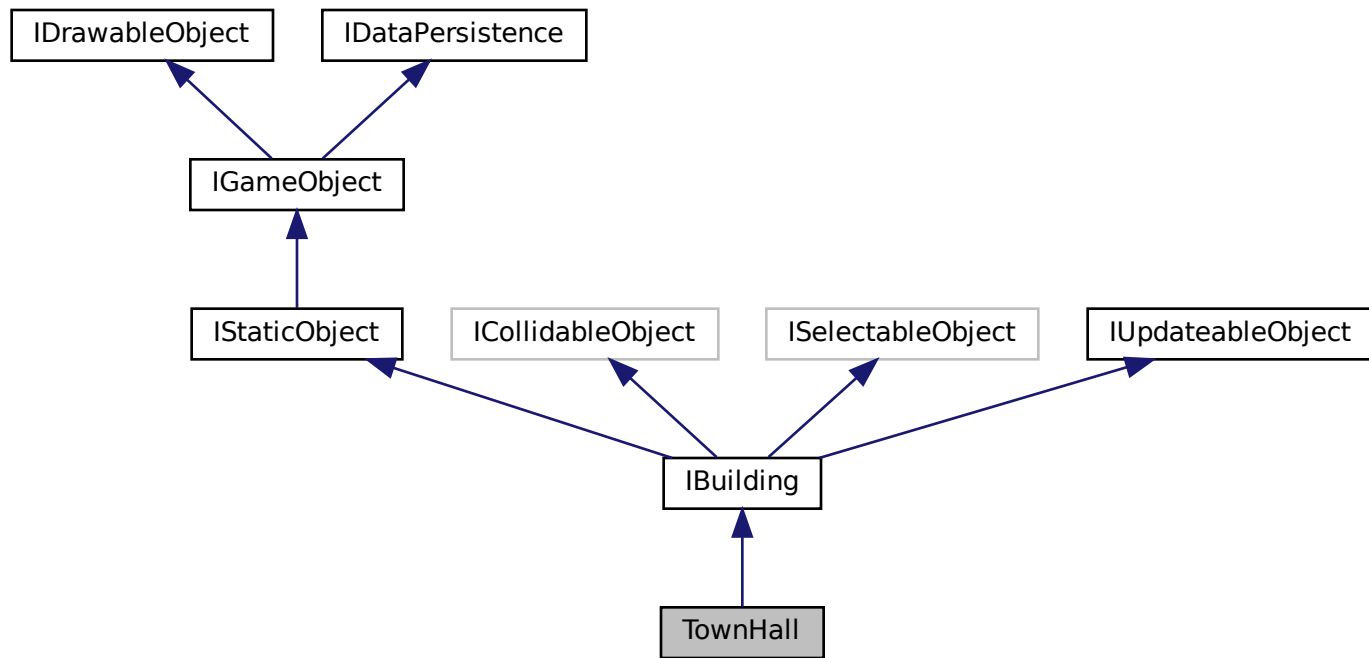 IDrawableObject
IDataPersistence
IGameObject
IStaticObject
ICollidableObject
ISelectableObject
IUpdateableObject
IBuilding
TownHall